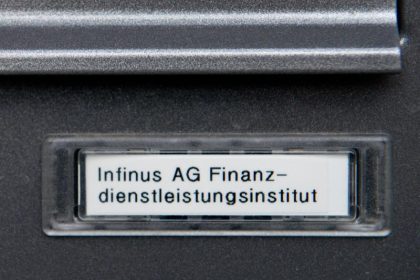 Infinus AG Finanz-
dienstleistungsinstitut